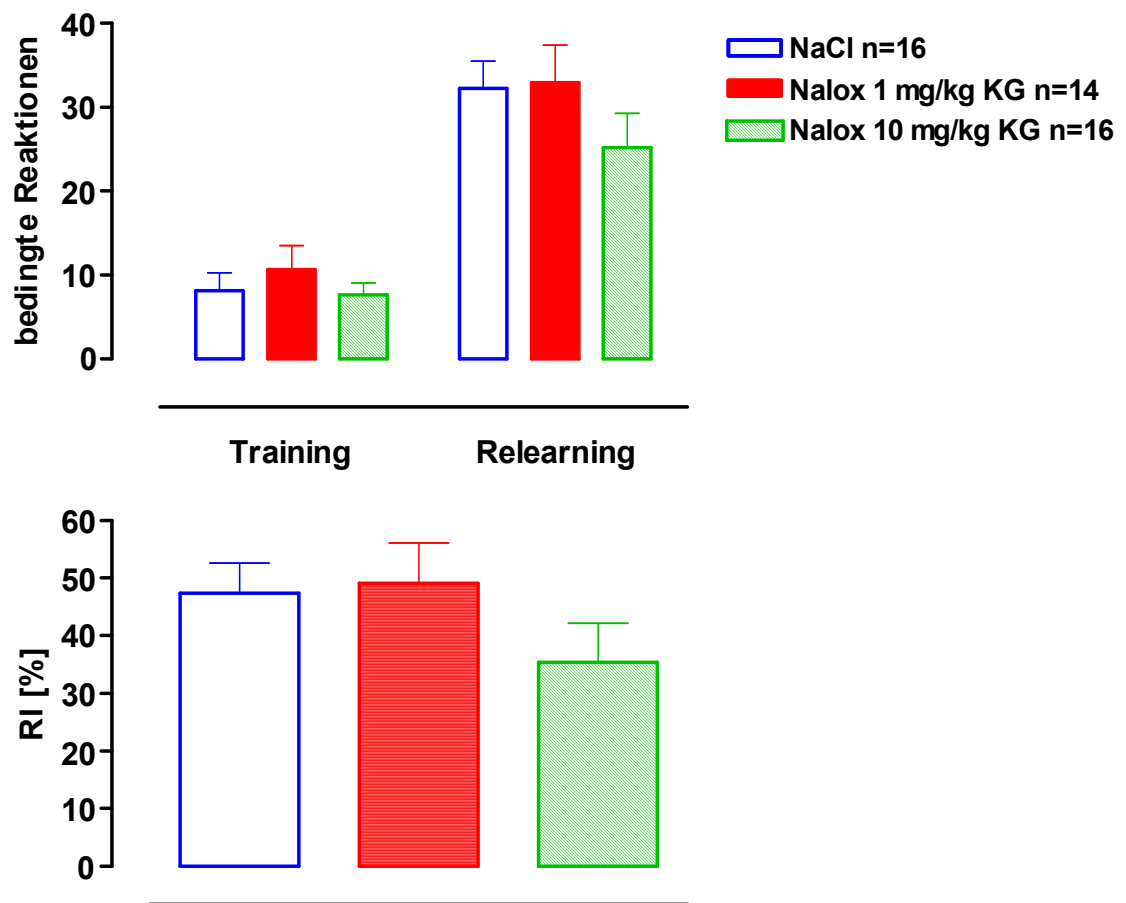 bedingte Reaktionen
40
30
20
10
0
NaCl n=16
Nalox 1 mg/kg KG n=14
Nalox 10 mg/kg KG n=16
Training Relearning
RI [%]
60
50
40
30
20
10
0